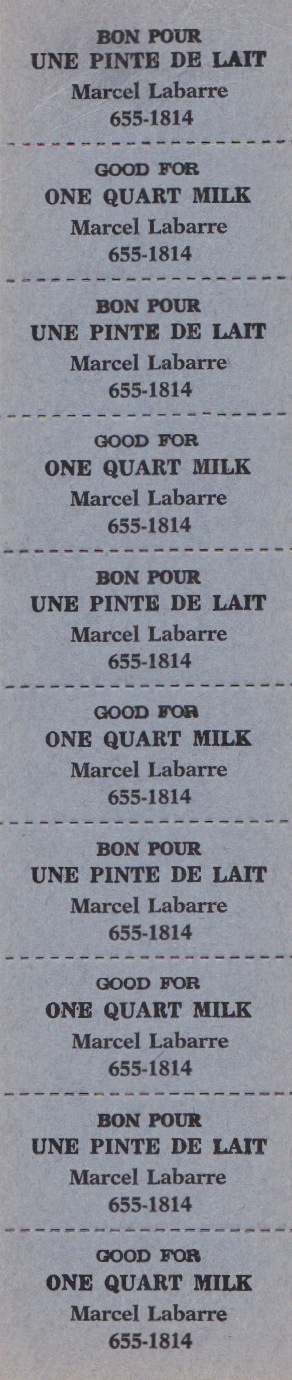 BON POUR
UNE PINTE DE LAIT
Marcel Labarre
655-1814
GOOD FOR
ONE QUART MILK
Marcel Labarre
655-1814
BON POUR
UNE PINTE DE LAIT
Marcel Labarre
655-1814
GOOD FOR
ONE QUART MILK
Marcel Labarre
655-1814
BON POUR
UNE PINTE DE LAIT
Marcel Labarre
655-1814
GOOD FOR
ONE QUART MILK
Marcel Labarre
655-1814
BON POUR
UNE PINTE DE LAIT
Marcel Labarre
655-1814
GOOD FOR
ONE QUART MILK
Marcel Labarre
655-1814
BON POUR
UNE PINTE DE LAIT
Marcel Labarre
655-1814
GOOD FOR
ONE QUART MILK
Marcel Labarre
655-1814